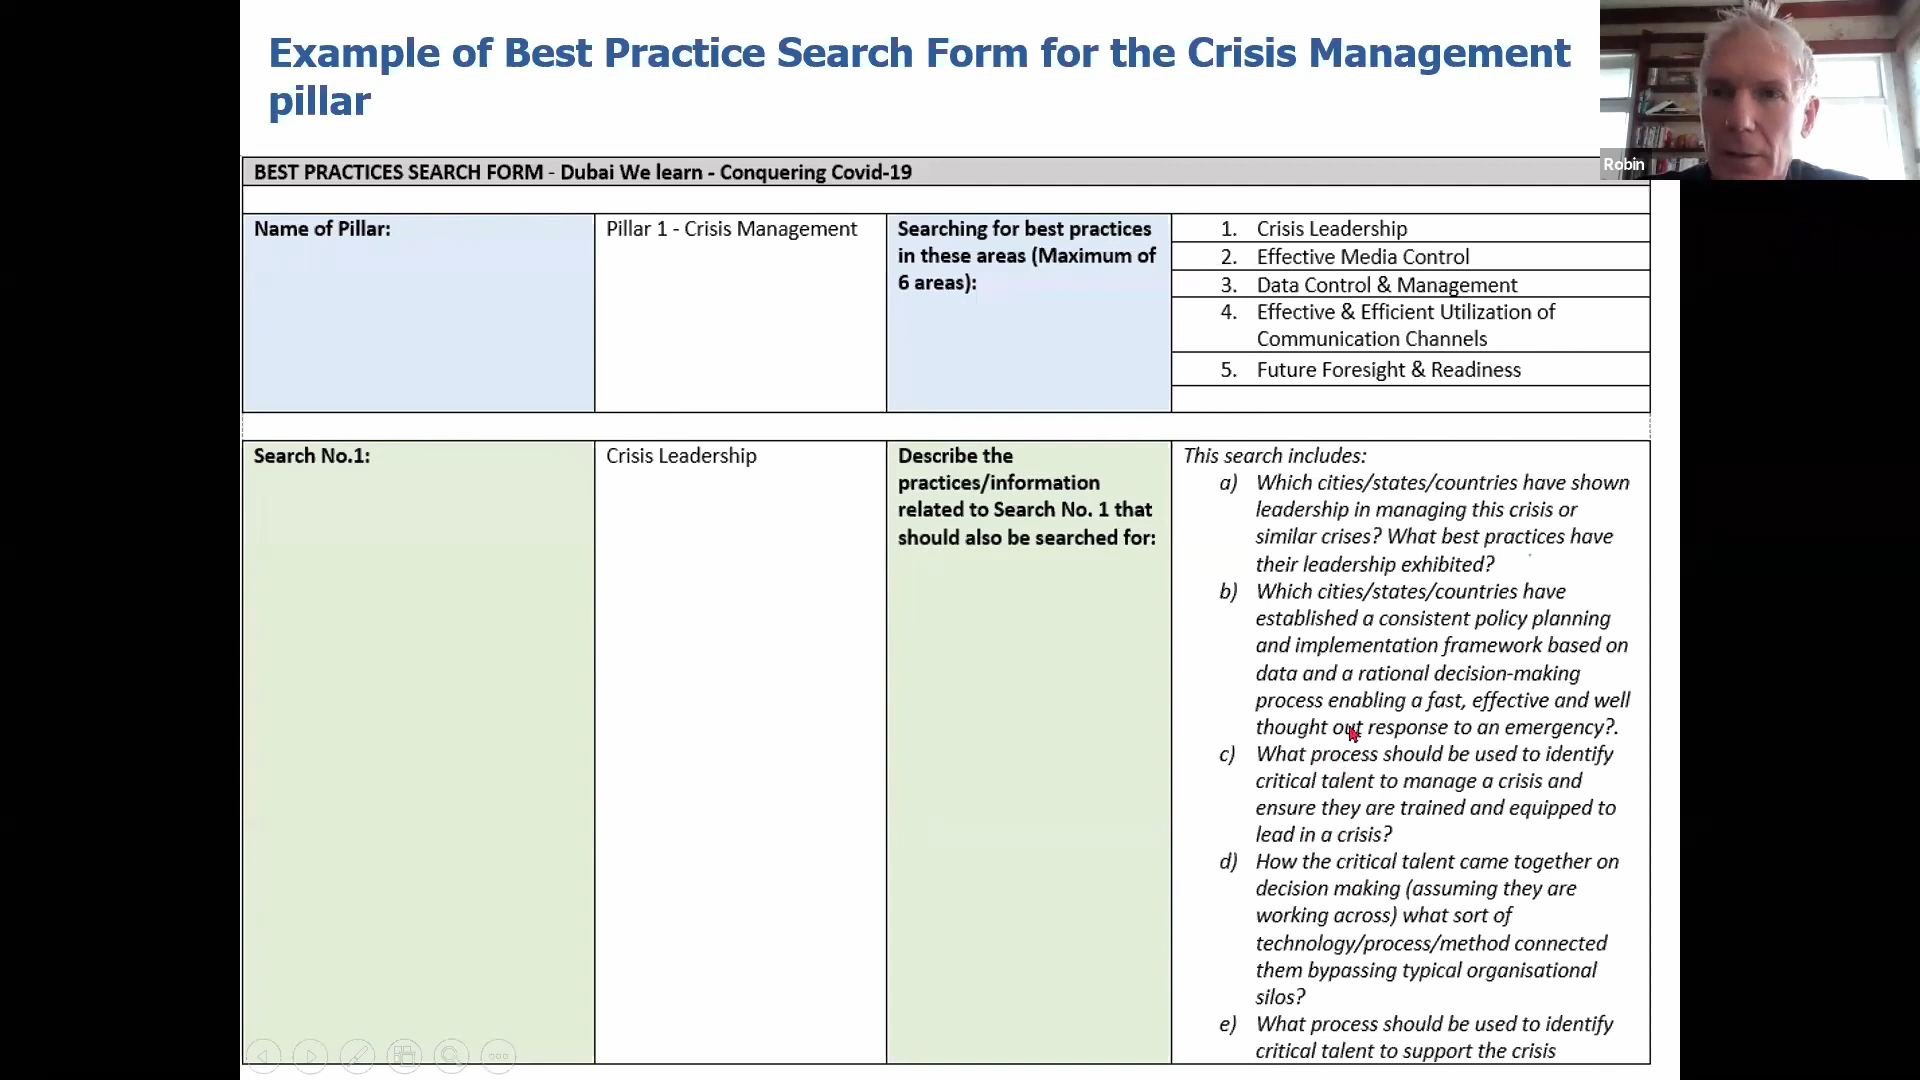 Example of Best Practice Search Form for the Crisis Management
pillar
Robin
BEST PRACTICES SEARCH FORM - Dubai We learn - Conquering Covid-19
Name of Pillar:
Pillar 1 - Crisis Management
Searching for best practices
in these areas (Maximum of
6 areas):
1. Crisis Leadership
2. Effective Media Control
3. Data Control & Management
4. Effective & Efficient Utilization of
Communication Channels
5. Future Foresight & Readiness
Search No.1:
Crisis Leadership
Describe the
practices/information
related to Search No. 1 that
should also be searched for:
This search includes:
a) Which cities/states/countries have shown
leadership in managing this crisis or
similar crises? What best practices have
their leadership exhibited?
b) Which cities/states/countries have
established a consistent policy planning
and implementation framework based on
data and a rational decision-making
process enabling a fast, effective and well
thought out response to an emergency?.
c) What process should be used to identify
critical talent to manage a crisis and
ensure they are trained and equipped to
lead in a crisis?
d) How the critical talent came together on
decision making (assuming they are
working across) what sort of
technology/process/method connected
them bypassing typical organisational
silos?
e) What process should be used to identify
critical talent to support the crisis